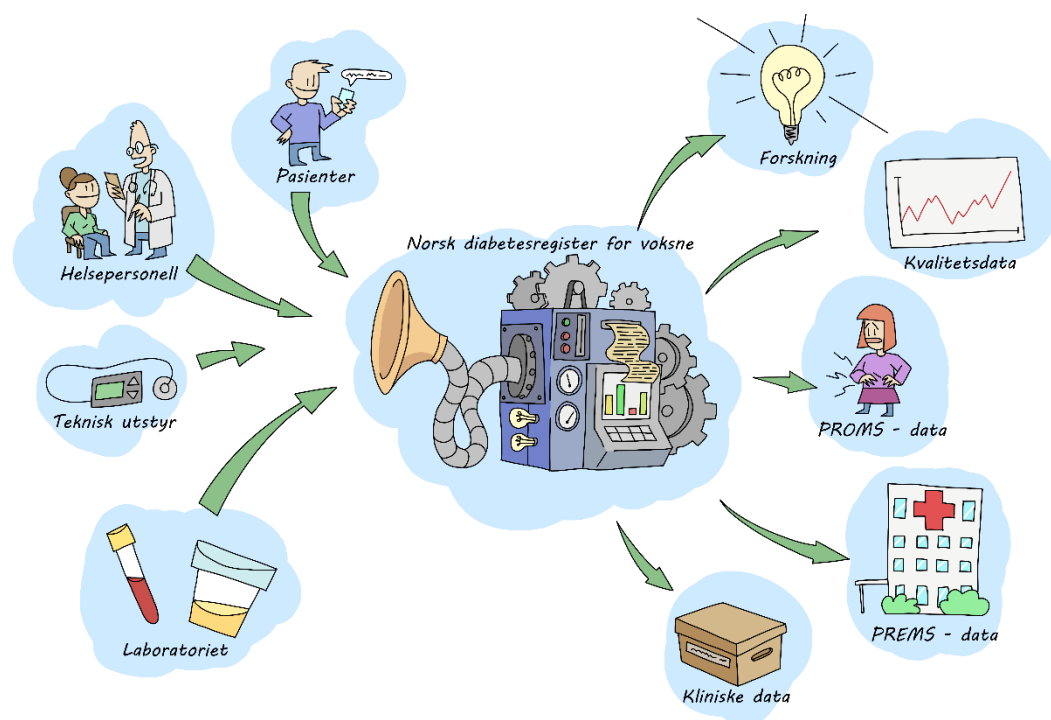 Pasienter
Forskning
Helsepersonell
Norsk diabetesregister for voksne
Kvalitetsdata
Teknisk utstyr
PROMS - data
Laboratoriet
PREMS - data
Kliniske data